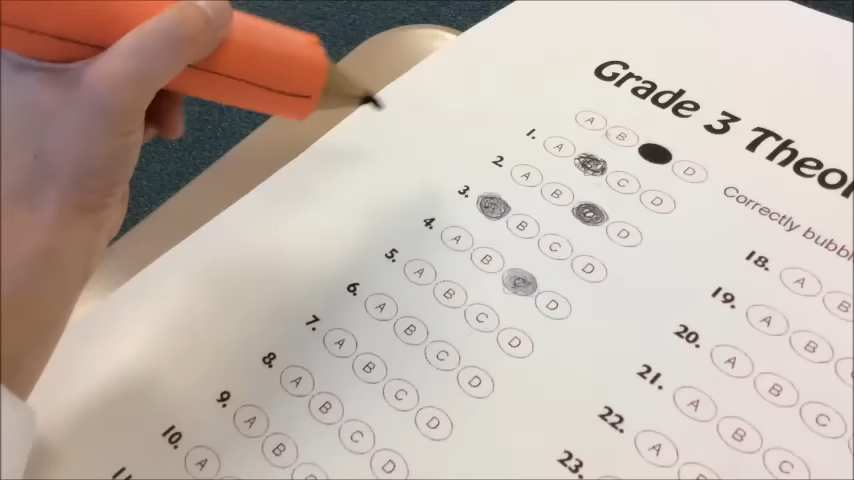 Grade 3 Theor
A B D
Correctly bubbl
1. A C D
2. A B D
3. B C D
4. A B C D
5. A B C D
6. A B C D
7. A B C D
8. A B C D
9. A B
10. A
18. A B
19. A B
20. A B C
21. A B C
22. A
23.